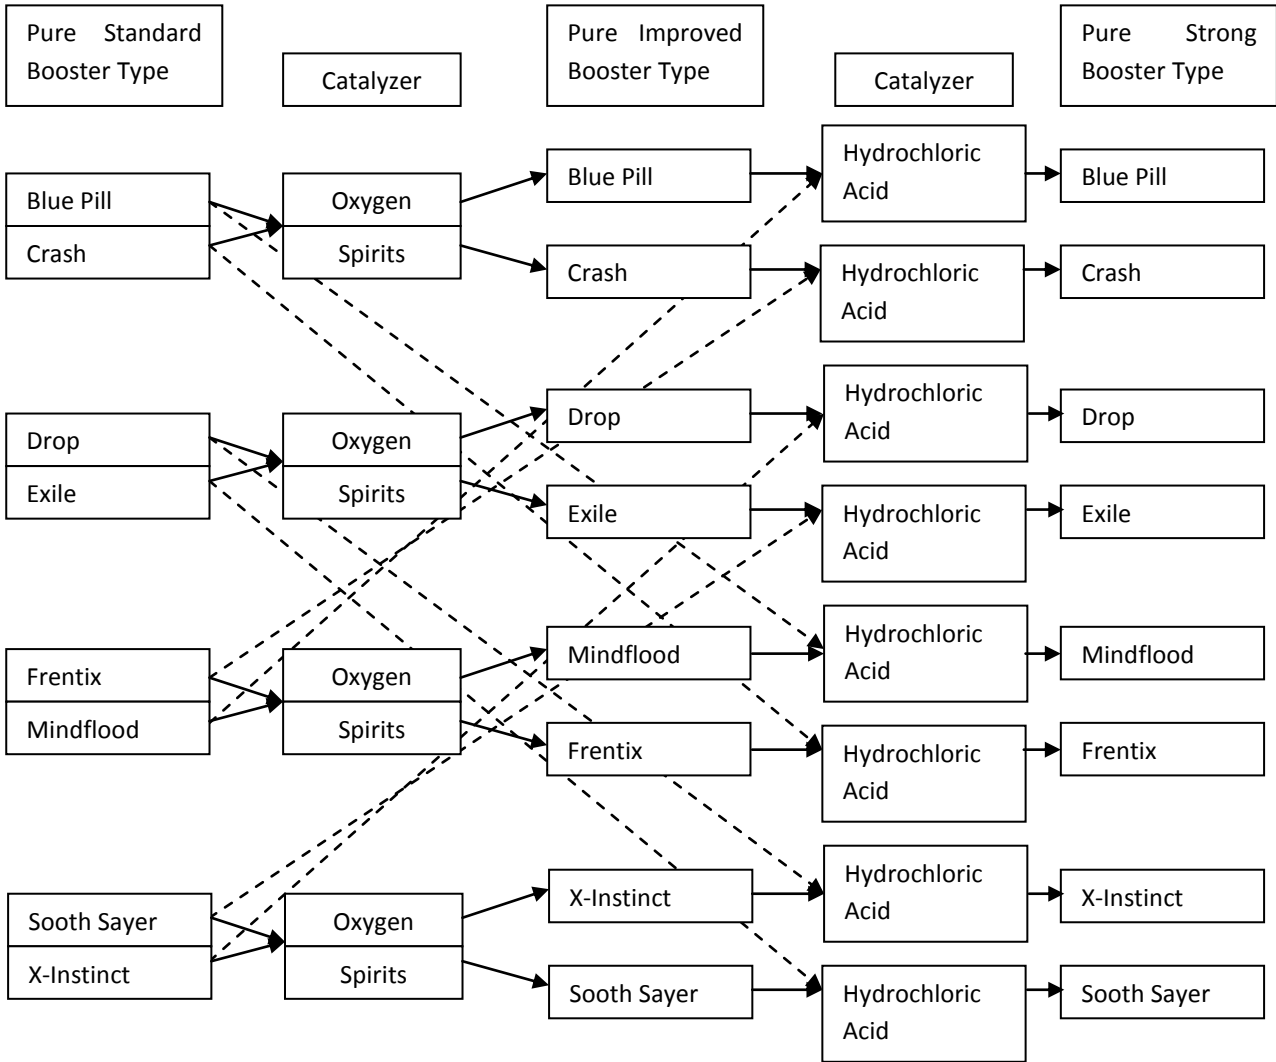 Pure Standard
Booster Type
Catalyzer
Pure Improved
Booster Type
Catalyzer
Pure Strong
Booster Type
Blue Pill
Crash
Oxygen
Spirits
Blue Pill
Crash
Hydrochloric
Acid
Hydrochloric
Acid
Blue Pill
Crash
Drop
Exile
Oxygen
Spirits
Drop
Exile
Hydrochloric
Acid
Hydrochloric
Acid
Drop
Exile
Frentix
Mindflood
Oxygen
Spirits
Mindflood
Frentix
Hydrochloric
Acid
Hydrochloric
Acid
Mindflood
Frentix
Sooth Sayer
X-Instinct
Oxygen
Spirits
X-Instinct
Sooth Sayer
Hydrochloric
Acid
Hydrochloric
Acid
X-Instinct
Sooth Sayer